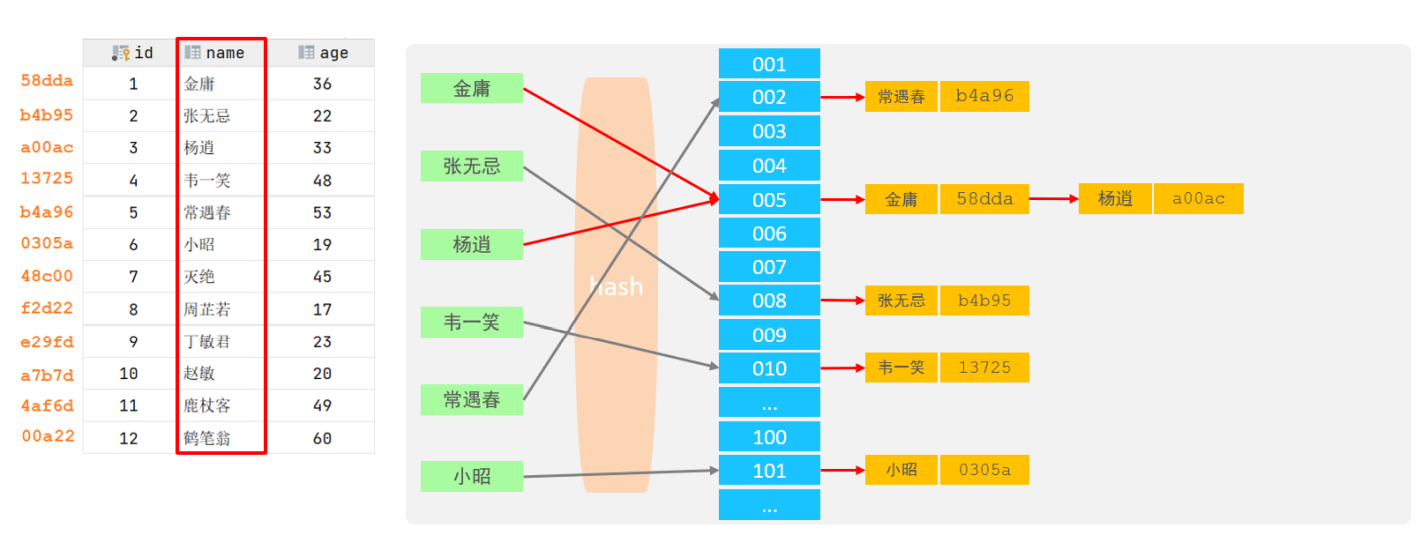 id name age
58dda 1 金庸 36
b4b95 2 张无忌 22
a00ac 3 杨逍 33
13725 4 韦一笑 48
b4a96 5 常遇春 53
0305a 6 小昭 19
48c00 7 灭绝 45
f2d22 8 周芷若 17
e29fd 9 丁敏君 23
a7b7d 10 赵敏 20
4af6d 11 鹿杖客 49
00a22 12 鹤笔翁 60
金庸
张无忌
杨逍
韦一笑
常遇春
小昭
hash
001
002 常遇春 b4a96
003
004
005 金庸 58dda 杨逍 a00ac
006
007
008 张无忌 b4b95
009
010 韦一笑 13725
...
100
101 小昭 0305a
...